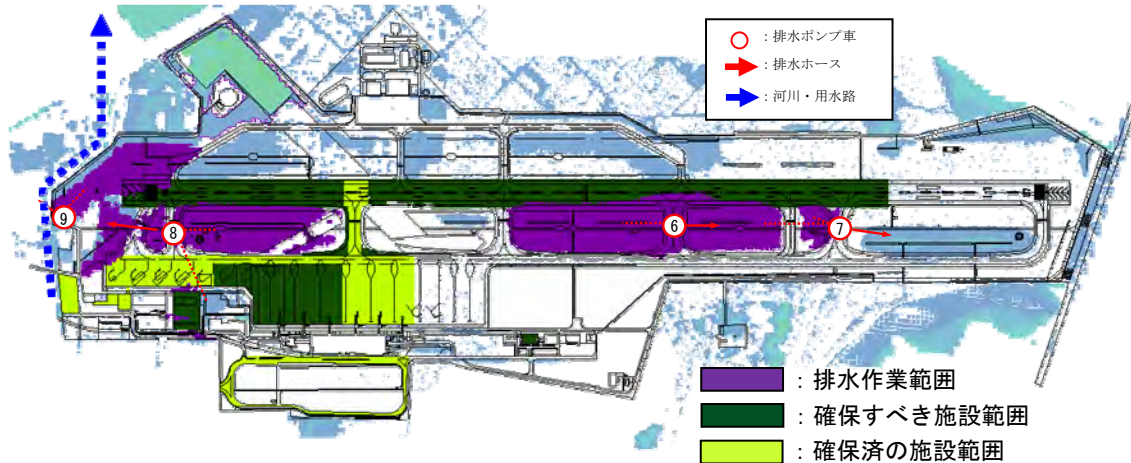 ：排水ポンプ車
：排水ホース
：河川・用水路
9
8
6
7
：排水作業範囲
：確保すべき施設範囲
：確保済の施設範囲